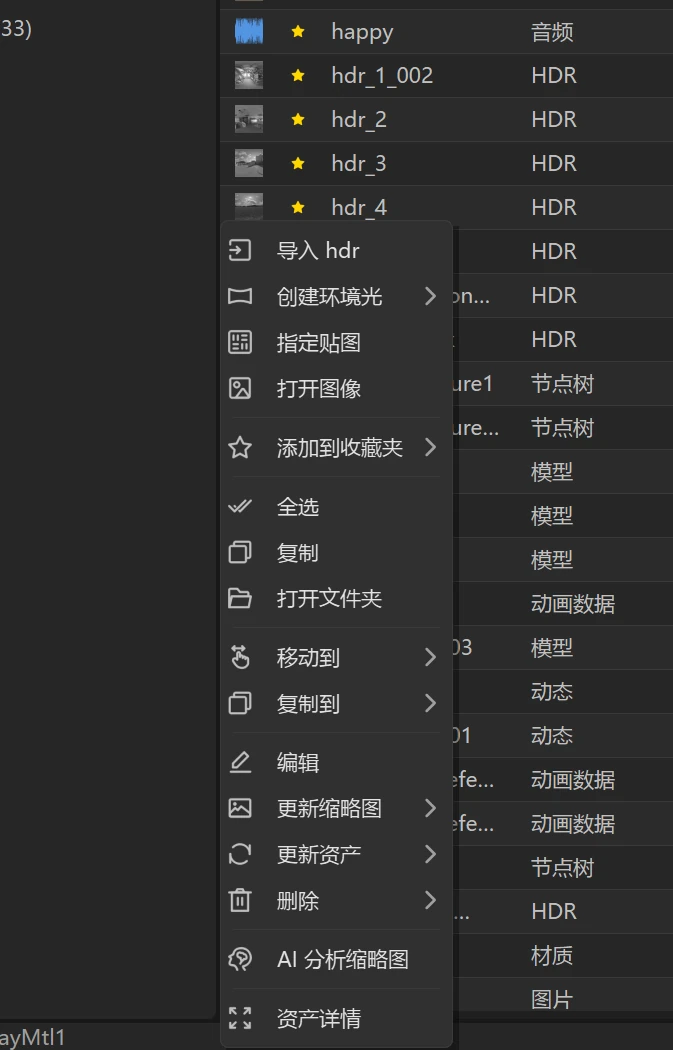 33)
happy 音频
hdr_1_002 HDR
hdr_2 HDR
hdr_3 HDR
hdr_4 HDR
导入 hdr
创建环境光
指定贴图
打开图像
添加到收藏夹
全选
复制
打开文件夹
移动到
复制到
编辑
更新缩略图
更新资产
删除
AI 分析缩略图
资产详情
HDR
on... HDR
HDR
ure1 节点树
ure... 节点树
模型
模型
模型
动画数据
03 模型
动态
01 动态
efe... 动画数据
efe... 动画数据
节点树
... HDR
材质
图片
ayMtl1